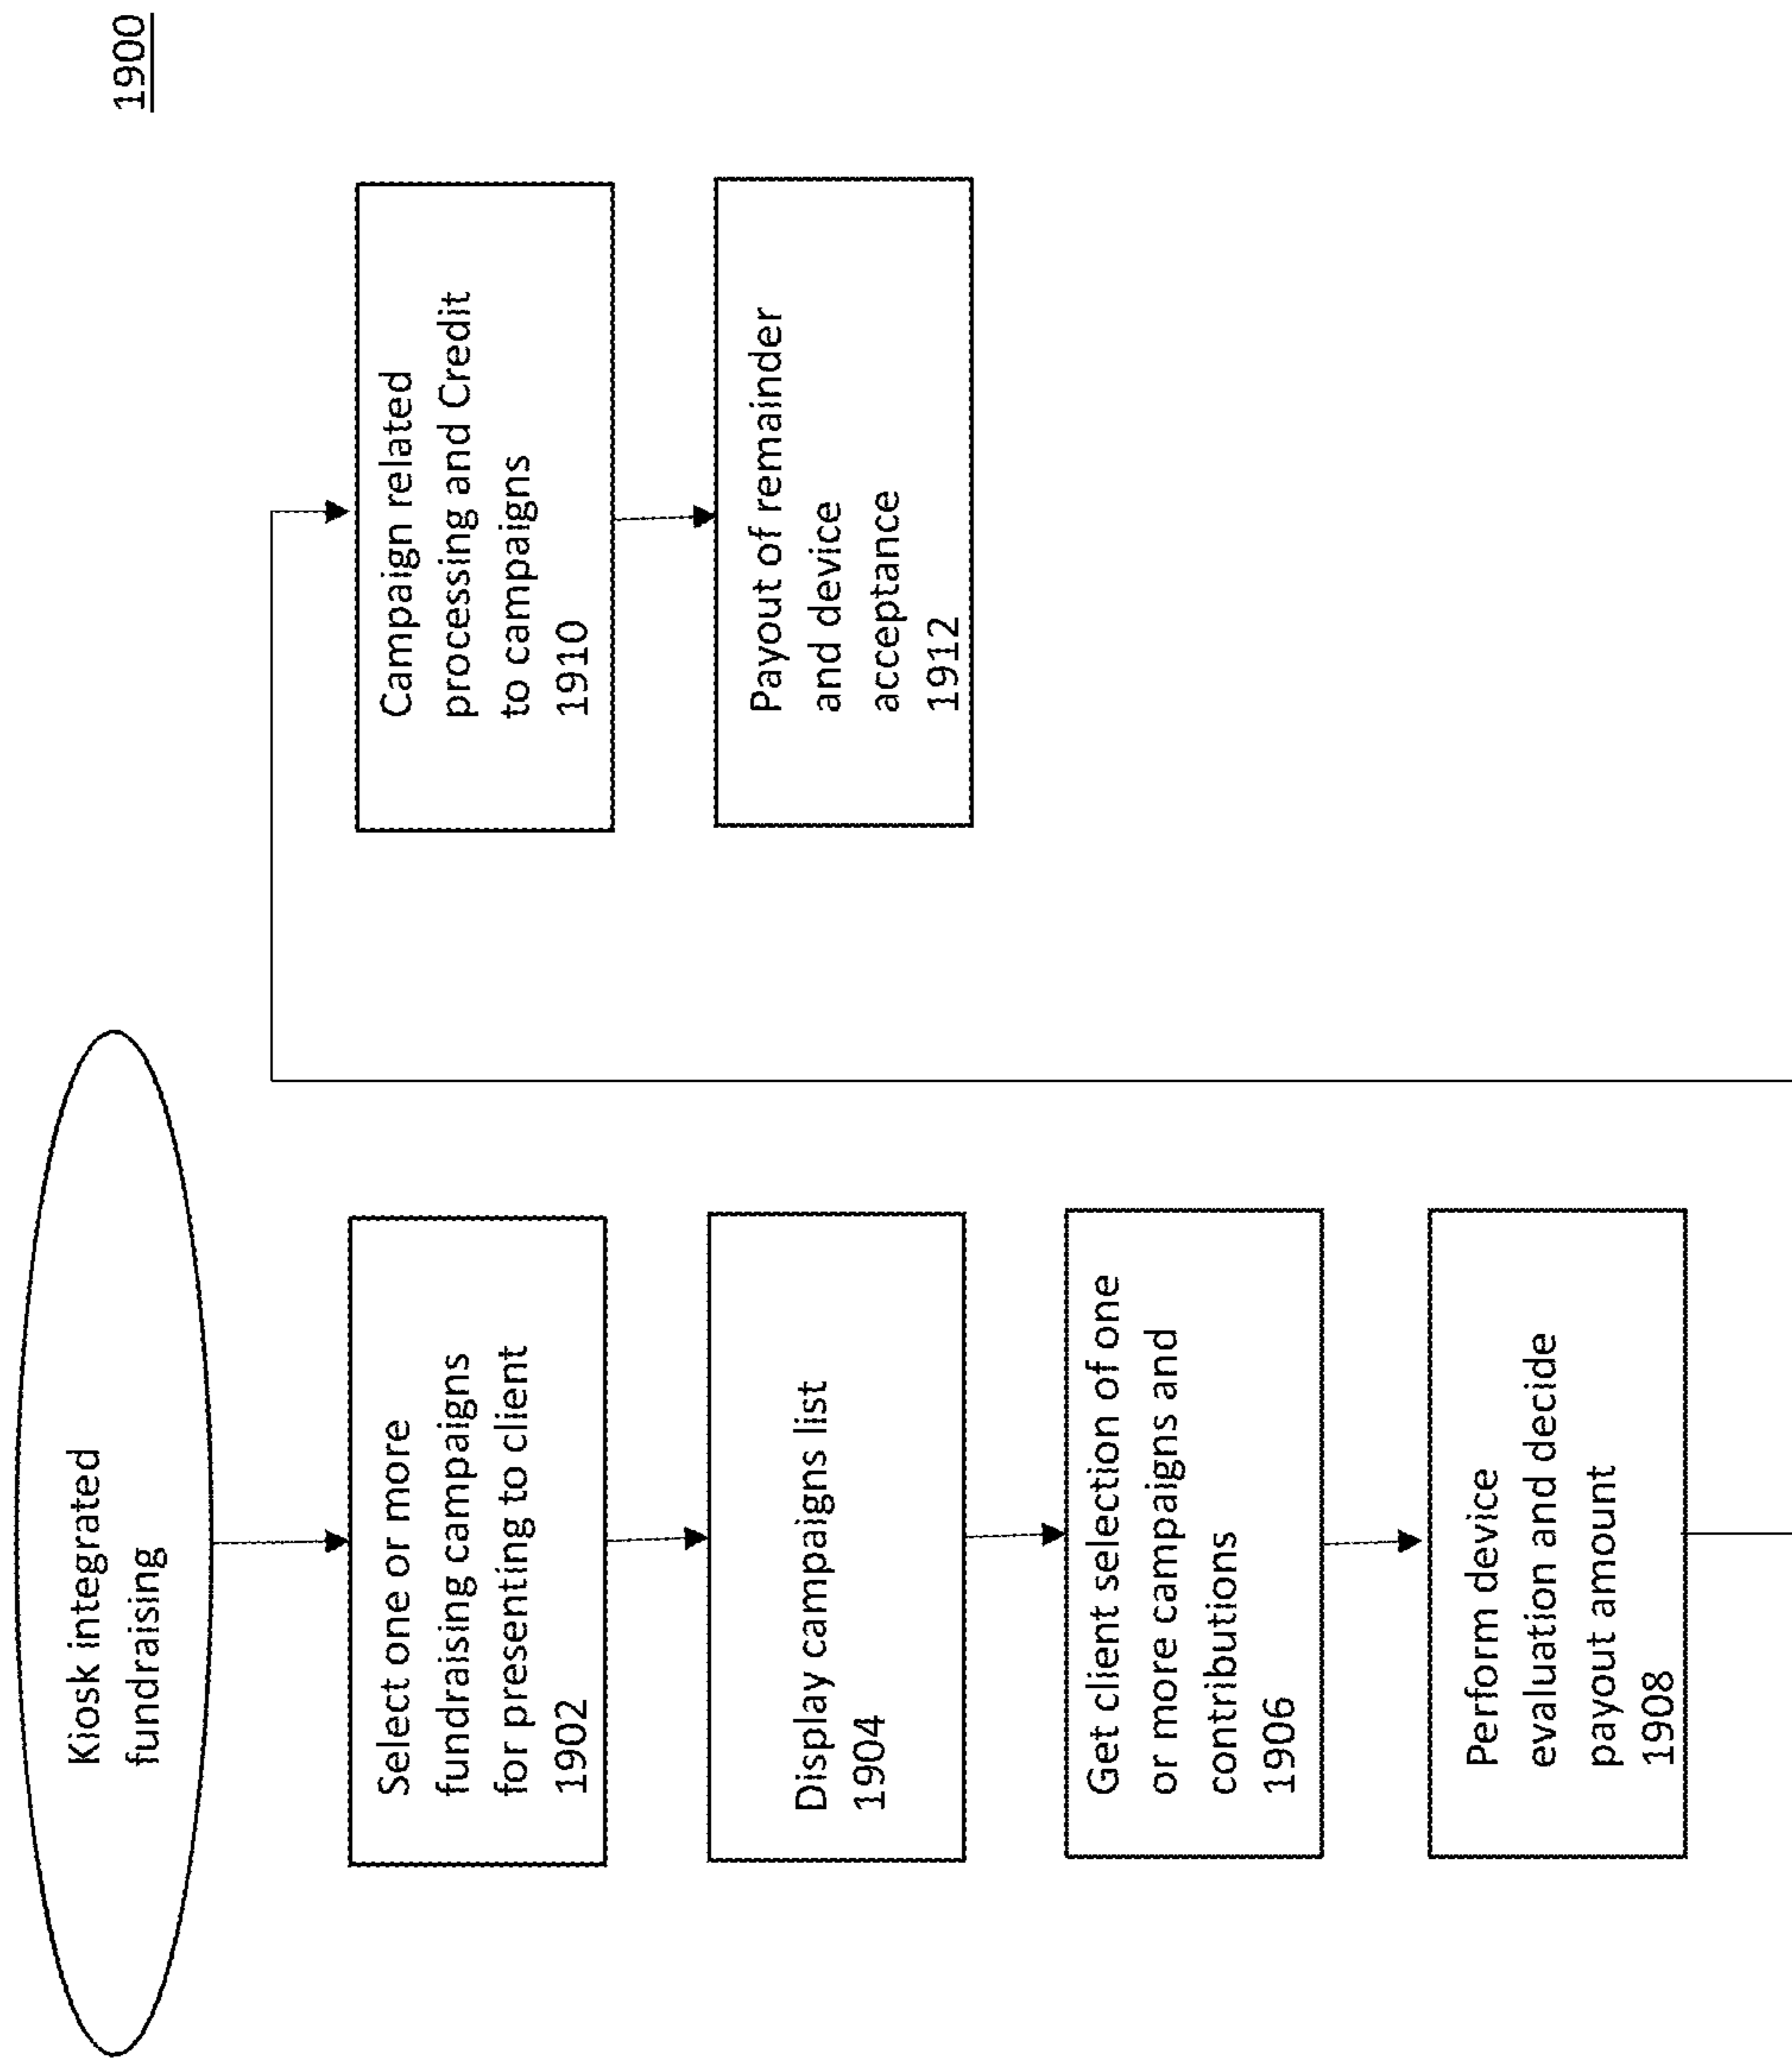 1900
Kiosk integrated
fundraising
Select one or more
fundraising campaigns
for presenting to client
1902
Display campaigns list
1904
Get client selection of one
or more campaigns and
contributions
1906
Perform device
evaluation and decide
payout amount
1908
Campaign related
processing and Credit
to campaigns
1910
Payout of remainder
and device
acceptance
1912